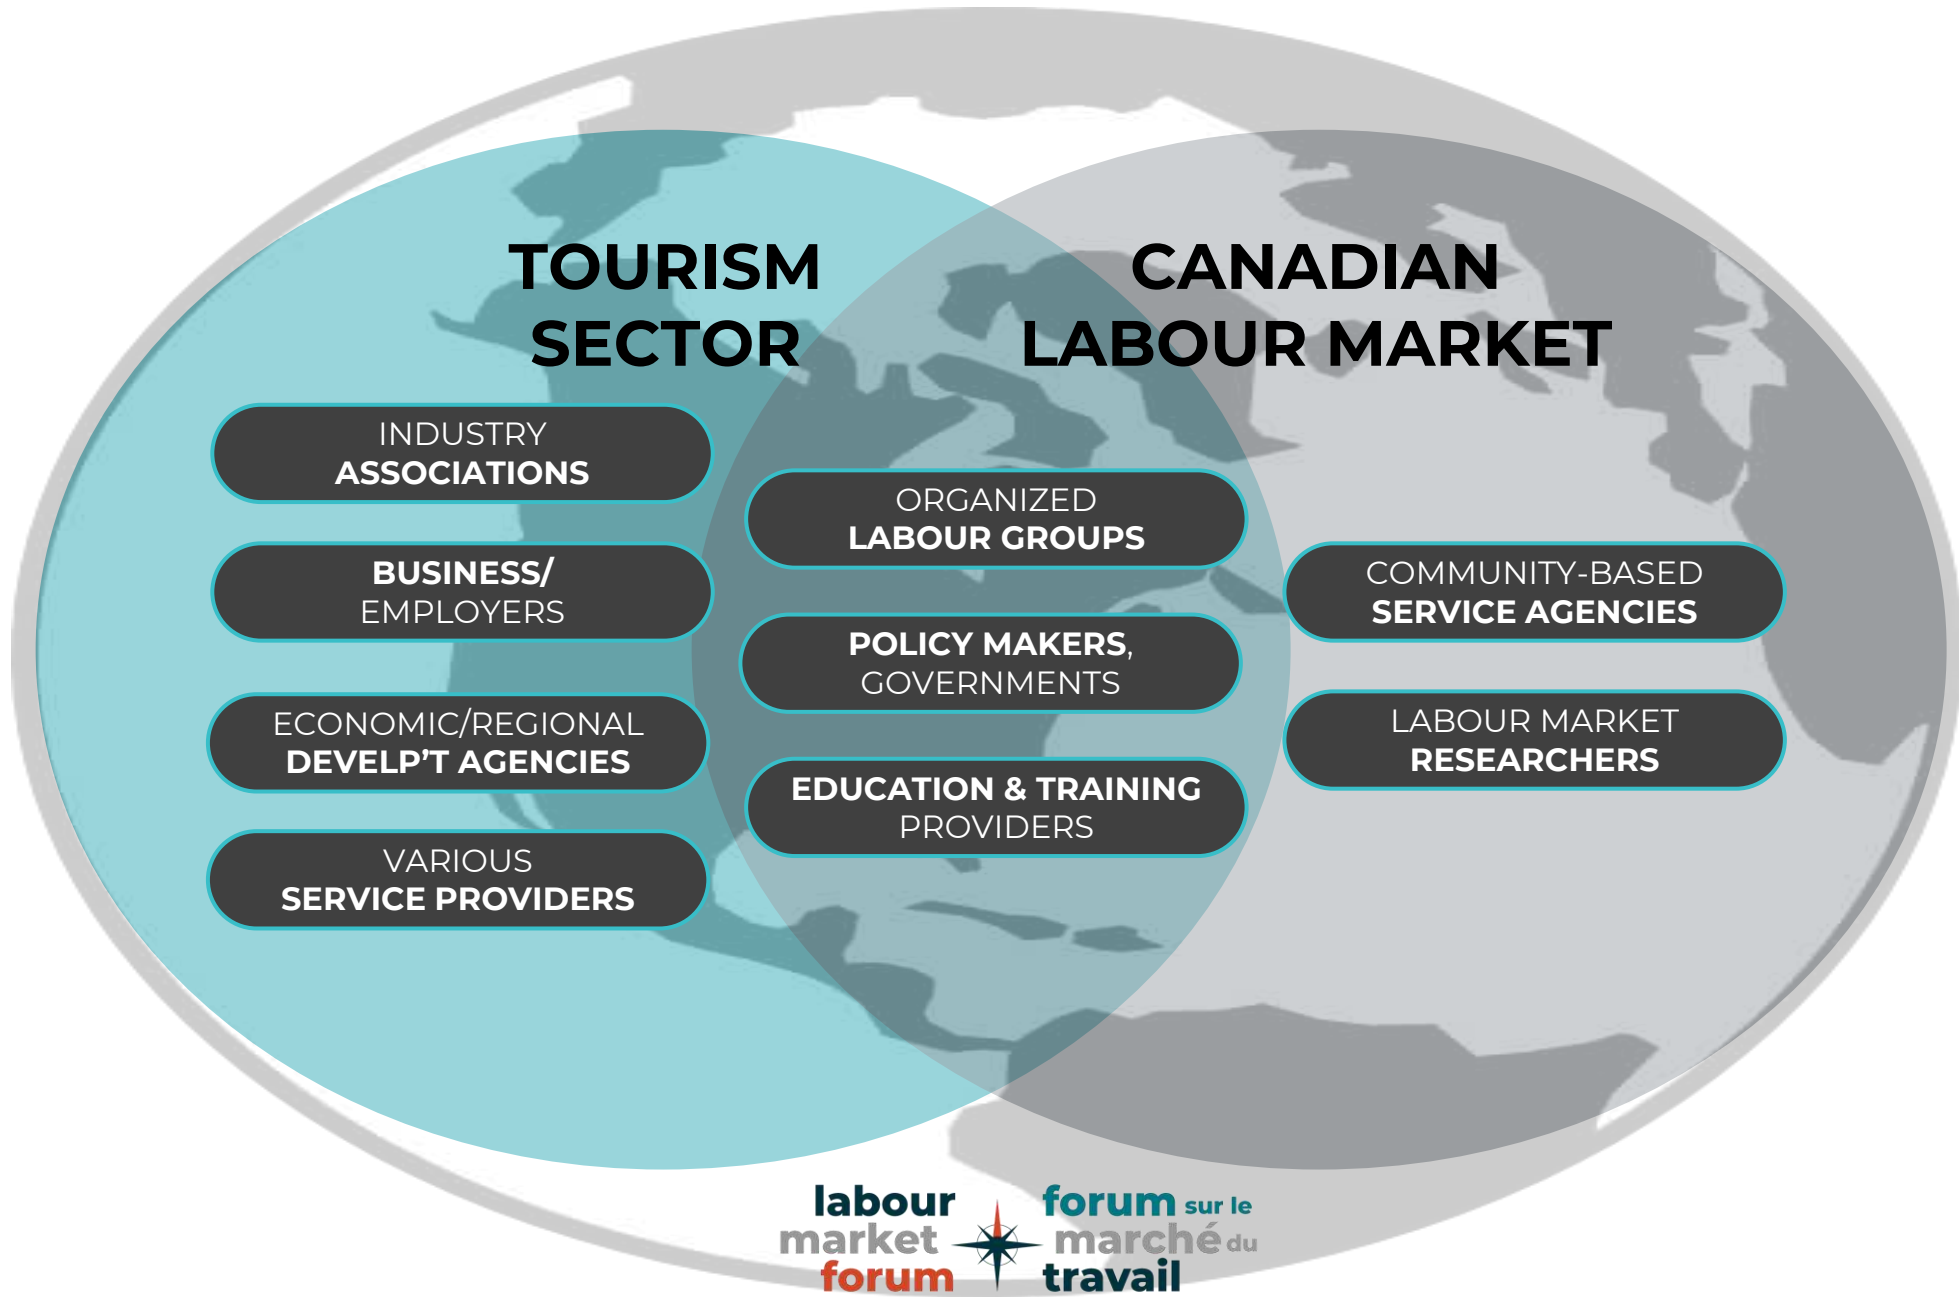 TOURISM
SECTOR
CANADIAN
LABOUR MARKET
INDUSTRY
ASSOCIATIONS
BUSINESS/
EMPLOYERS
ECONOMIC/REGIONAL
DEVELP’T AGENCIES
VARIOUS
SERVICE PROVIDERS
ORGANIZED
LABOUR GROUPS
POLICY MAKERS,
GOVERNMENTS
EDUCATION & TRAINING
PROVIDERS
COMMUNITY-BASED
SERVICE AGENCIES
LABOUR MARKET
RESEARCHERS
labour
market
forum
forum sur le
marché du
travail